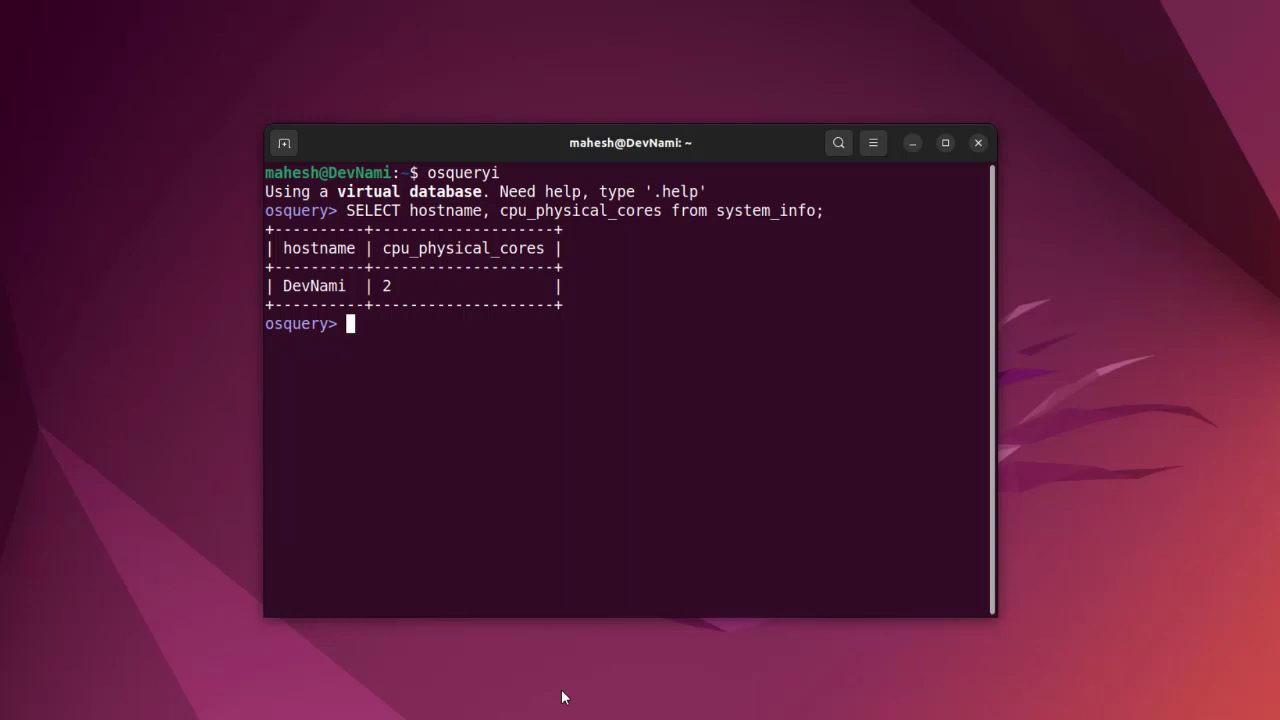 mahesh@DevNami: ~
mahesh@DevNami:~$ osqueryi
Using a virtual database. Need help, type '.help'
osquery> SELECT hostname, cpu_physical_cores from system_info;
+----------+--------------------+
| hostname | cpu_physical_cores |
+----------+--------------------+
| DevNami  | 2                  |
+----------+--------------------+
osquery>